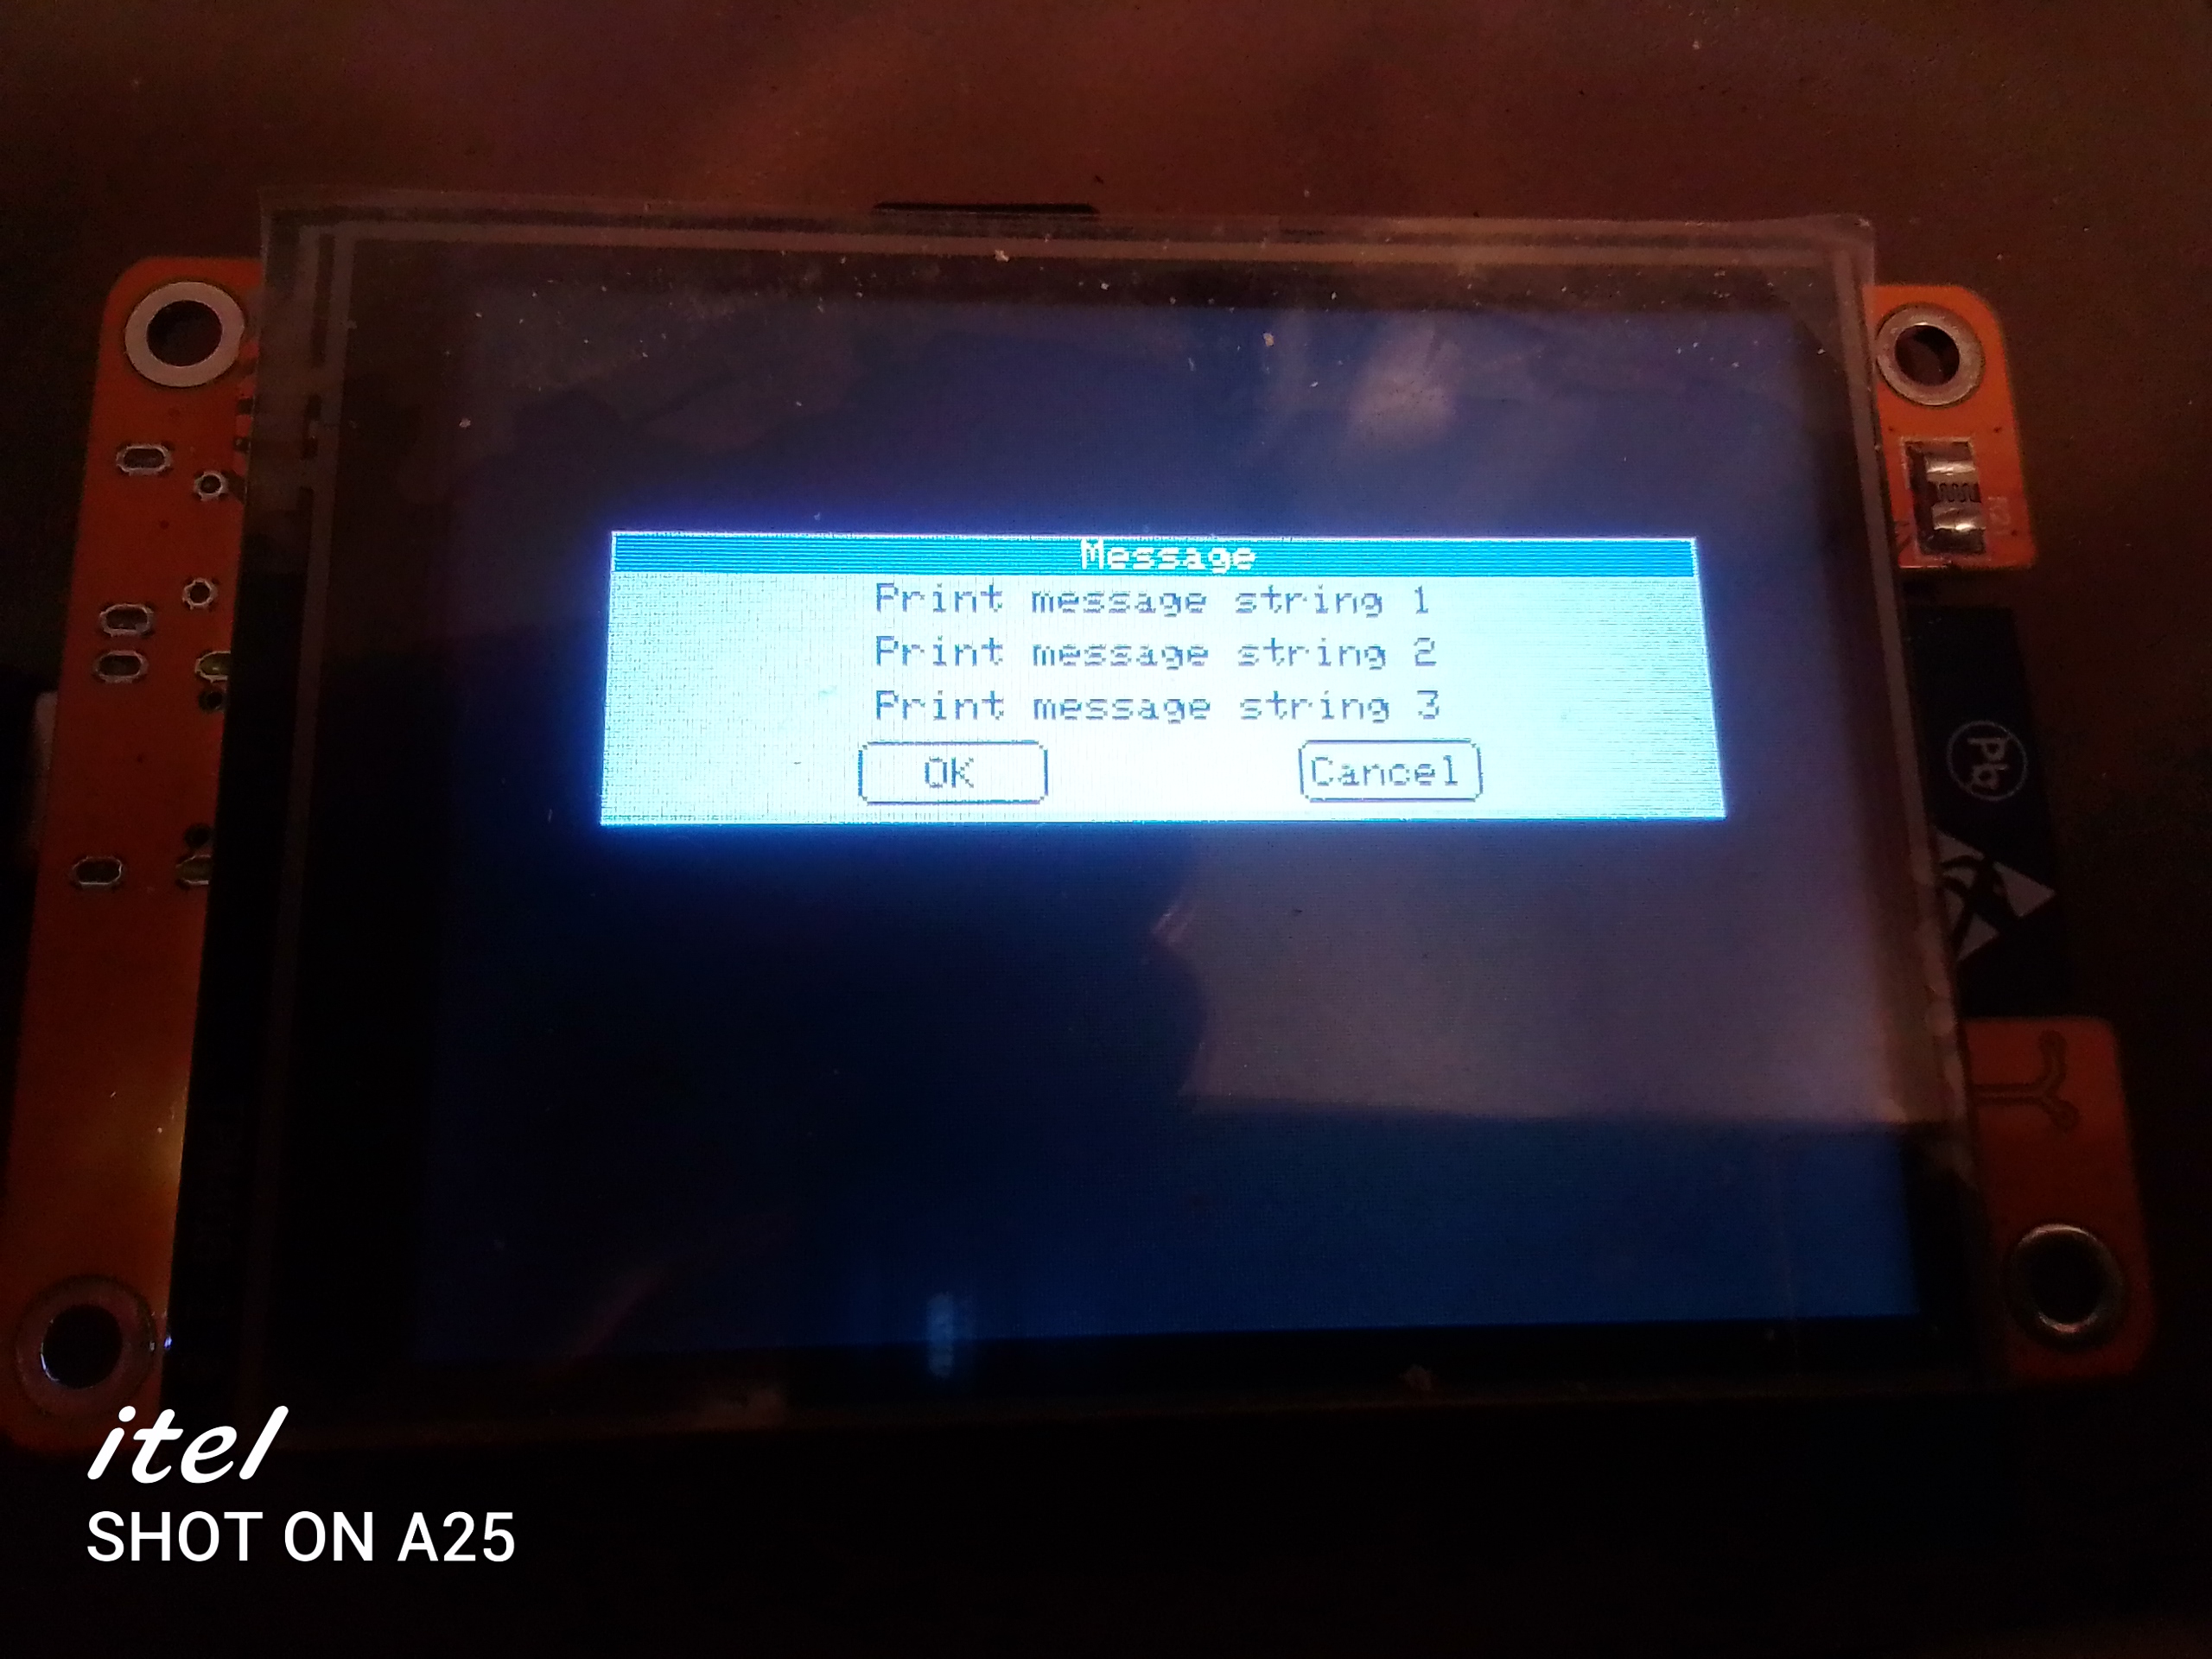 Message
Print message string 1
Print message string 2
Print message string 3
OK Cancel
Pb
itel
SHOT ON A25